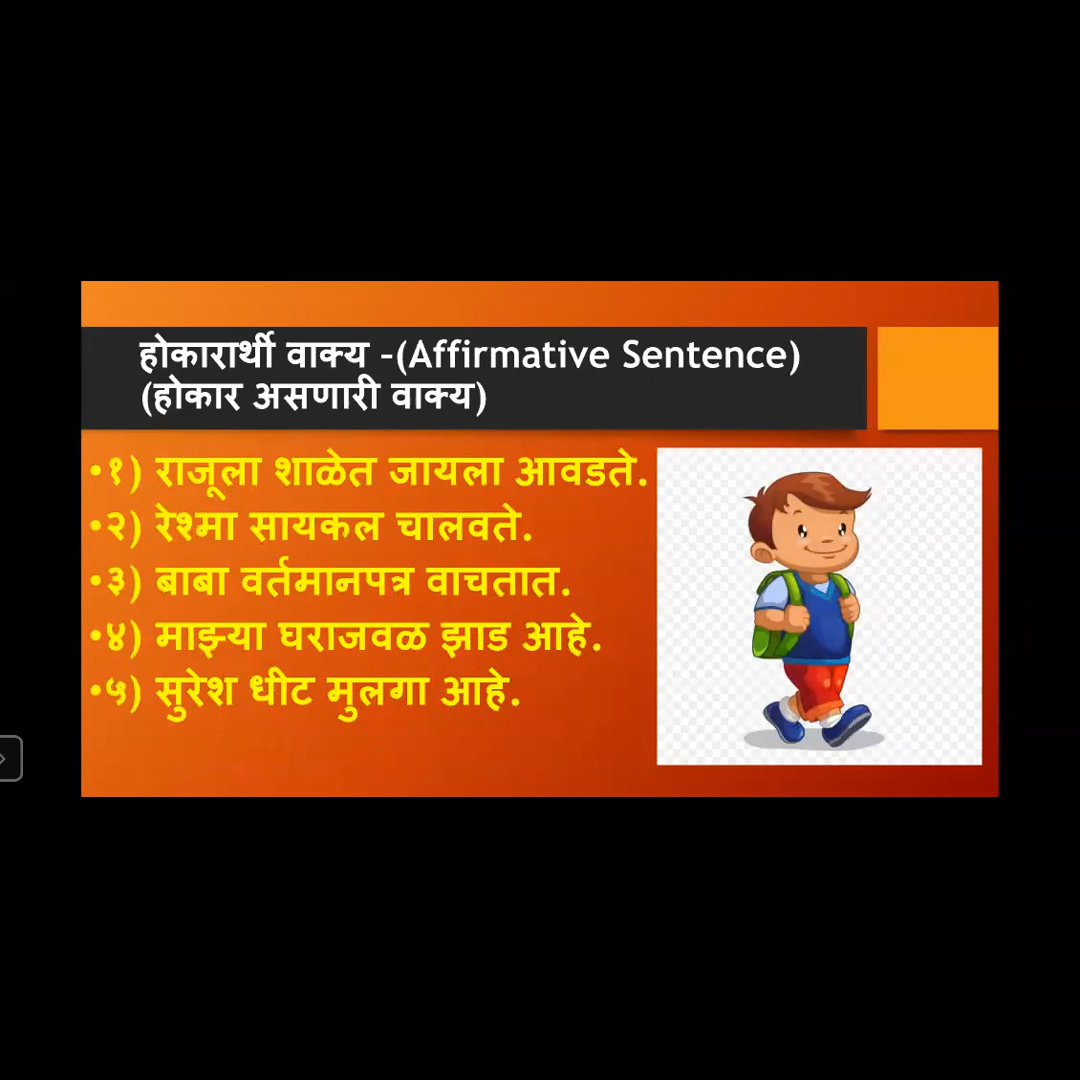 होकारार्थी वाक्य -(Affirmative Sentence)
(होकार असणारी वाक्य)
•१) राजूला शाळेत जायला आवडते.
•२) रेश्मा सायकल चालवते.
•३) बाबा वर्तमानपत्र वाचतात.
•४) माझ्या घराजवळ झाड आहे.
•५) सुरेश धीट मुलगा आहे.